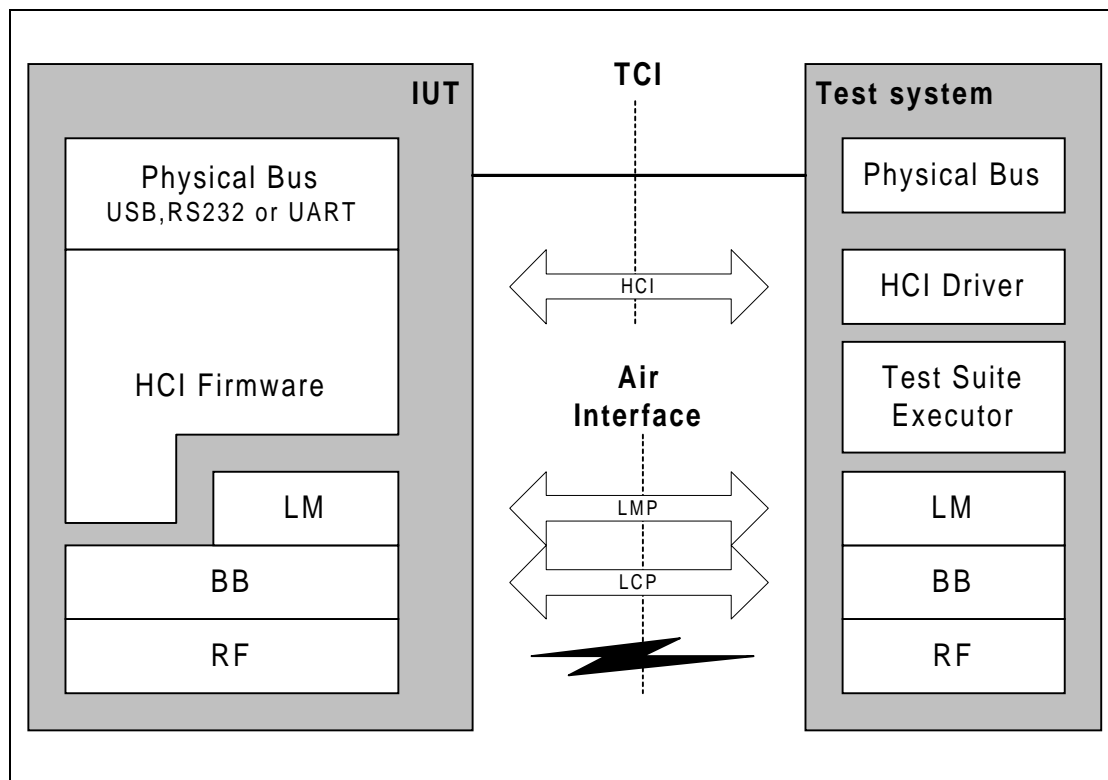 IUT
Physical Bus
USB,RS232 or UART
HCI Firmware
LM
BB
RF
TCI
HCI
Air
Interface
LMP
LCP
Test system
Physical Bus
HCI Driver
Test Suite
Executor
LM
BB
RF